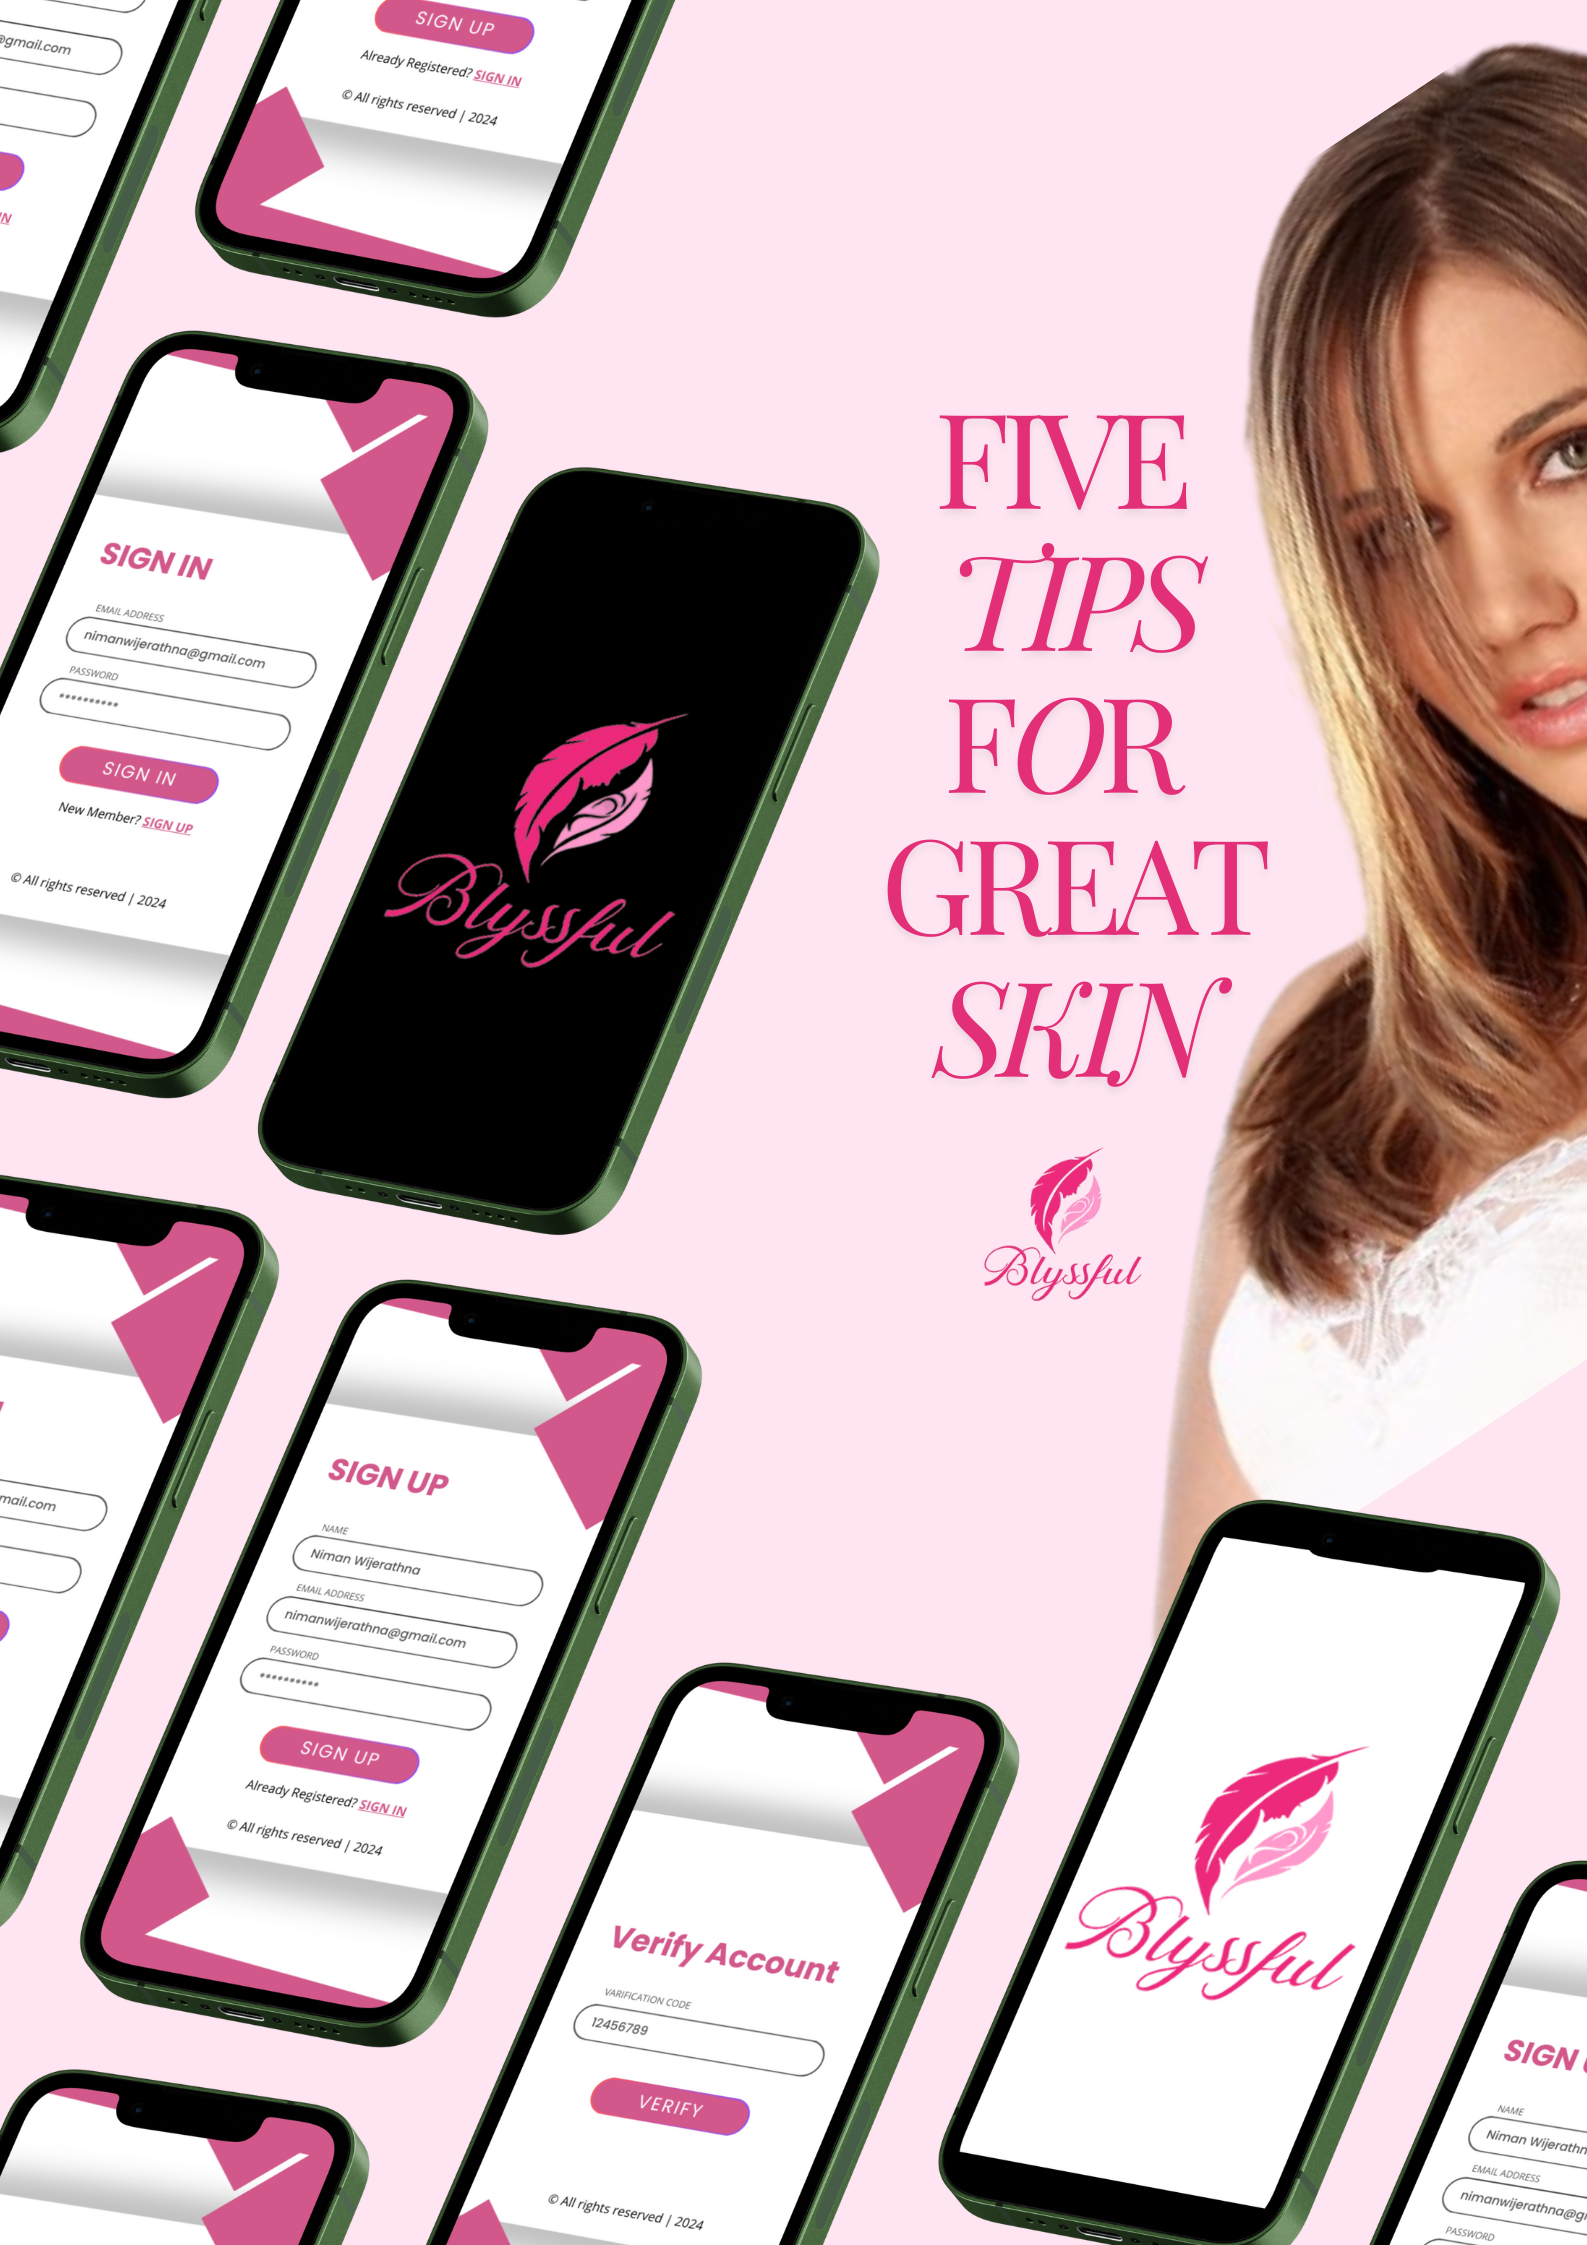 @gmail.com
IN
SIGN UP
Already Registered? SIGN IN
© All rights reserved | 2024
SIGN IN
EMAIL ADDRESS
nimanwijerathna@gmail.com
PASSWORD
**********
SIGN IN
New Member? SIGN UP
© All rights reserved | 2024
Blyssful
FIVE
TIPS
FOR
GREAT
SKIN
Blyssful
mail.com
SIGN UP
NAME
Niman Wijerathna
EMAIL ADDRESS
nimanwijerathna@gmail.com
PASSWORD
**********
SIGN UP
Already Registered? SIGN IN
© All rights reserved | 2024
Verify Account
VARIFICATION CODE
12456789
VERIFY
© All rights reserved | 2024
Blyssful
SIGN
NAME
Niman Wijerathn
EMAIL ADDRESS
nimanwijerathna@g
PASSWORD